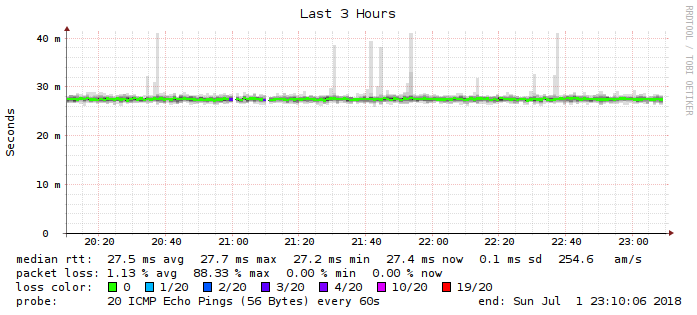 Last 3 Hours
RRDTOOL / TOBI OETIKER
Seconds
40 m
30 m
20 m
10 m
0
20:20 20:40 21:00 21:20 21:40 22:00 22:20 22:40 23:00
median rtt: 27.5 ms avg 27.7 ms max 27.2 ms min 27.4 ms now 0.1 ms sd 254.6 am/s
packet loss: 1.13 % avg 88.33 % max 0.00 % min 0.00 % now
loss color: 0 1/20 2/20 3/20 4/20 10/20 19/20
probe: 20 ICMP Echo Pings (56 Bytes) every 60s end: Sun Jul 1 23:10:06 2018